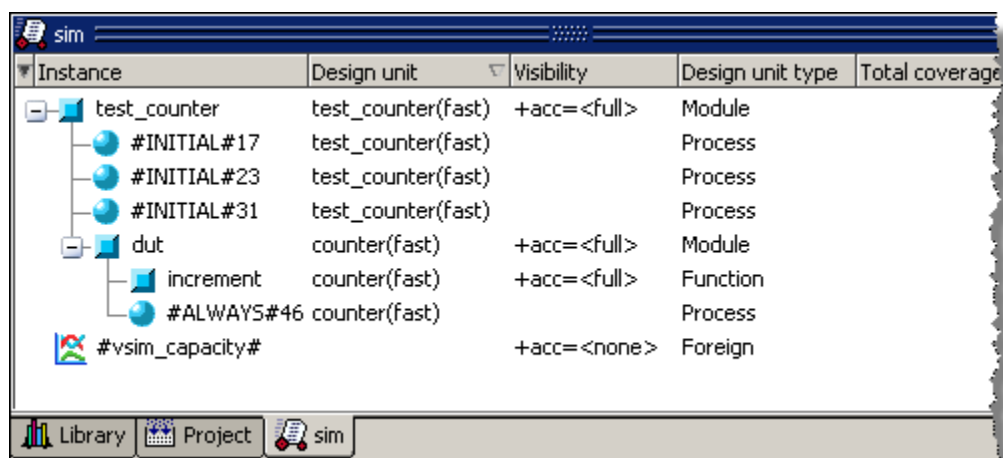 sim
Instance Design unit Visibility Design unit type Total coverage
test_counter test_counter(fast) +acc=<full> Module
#INITIAL#17 test_counter(fast) Process
#INITIAL#23 test_counter(fast) Process
#INITIAL#31 test_counter(fast) Process
dut counter(fast) +acc=<full> Module
increment counter(fast) +acc=<full> Function
#ALWAYS#46 counter(fast) Process
#vsim_capacity# +acc=<none> Foreign
Library Project sim